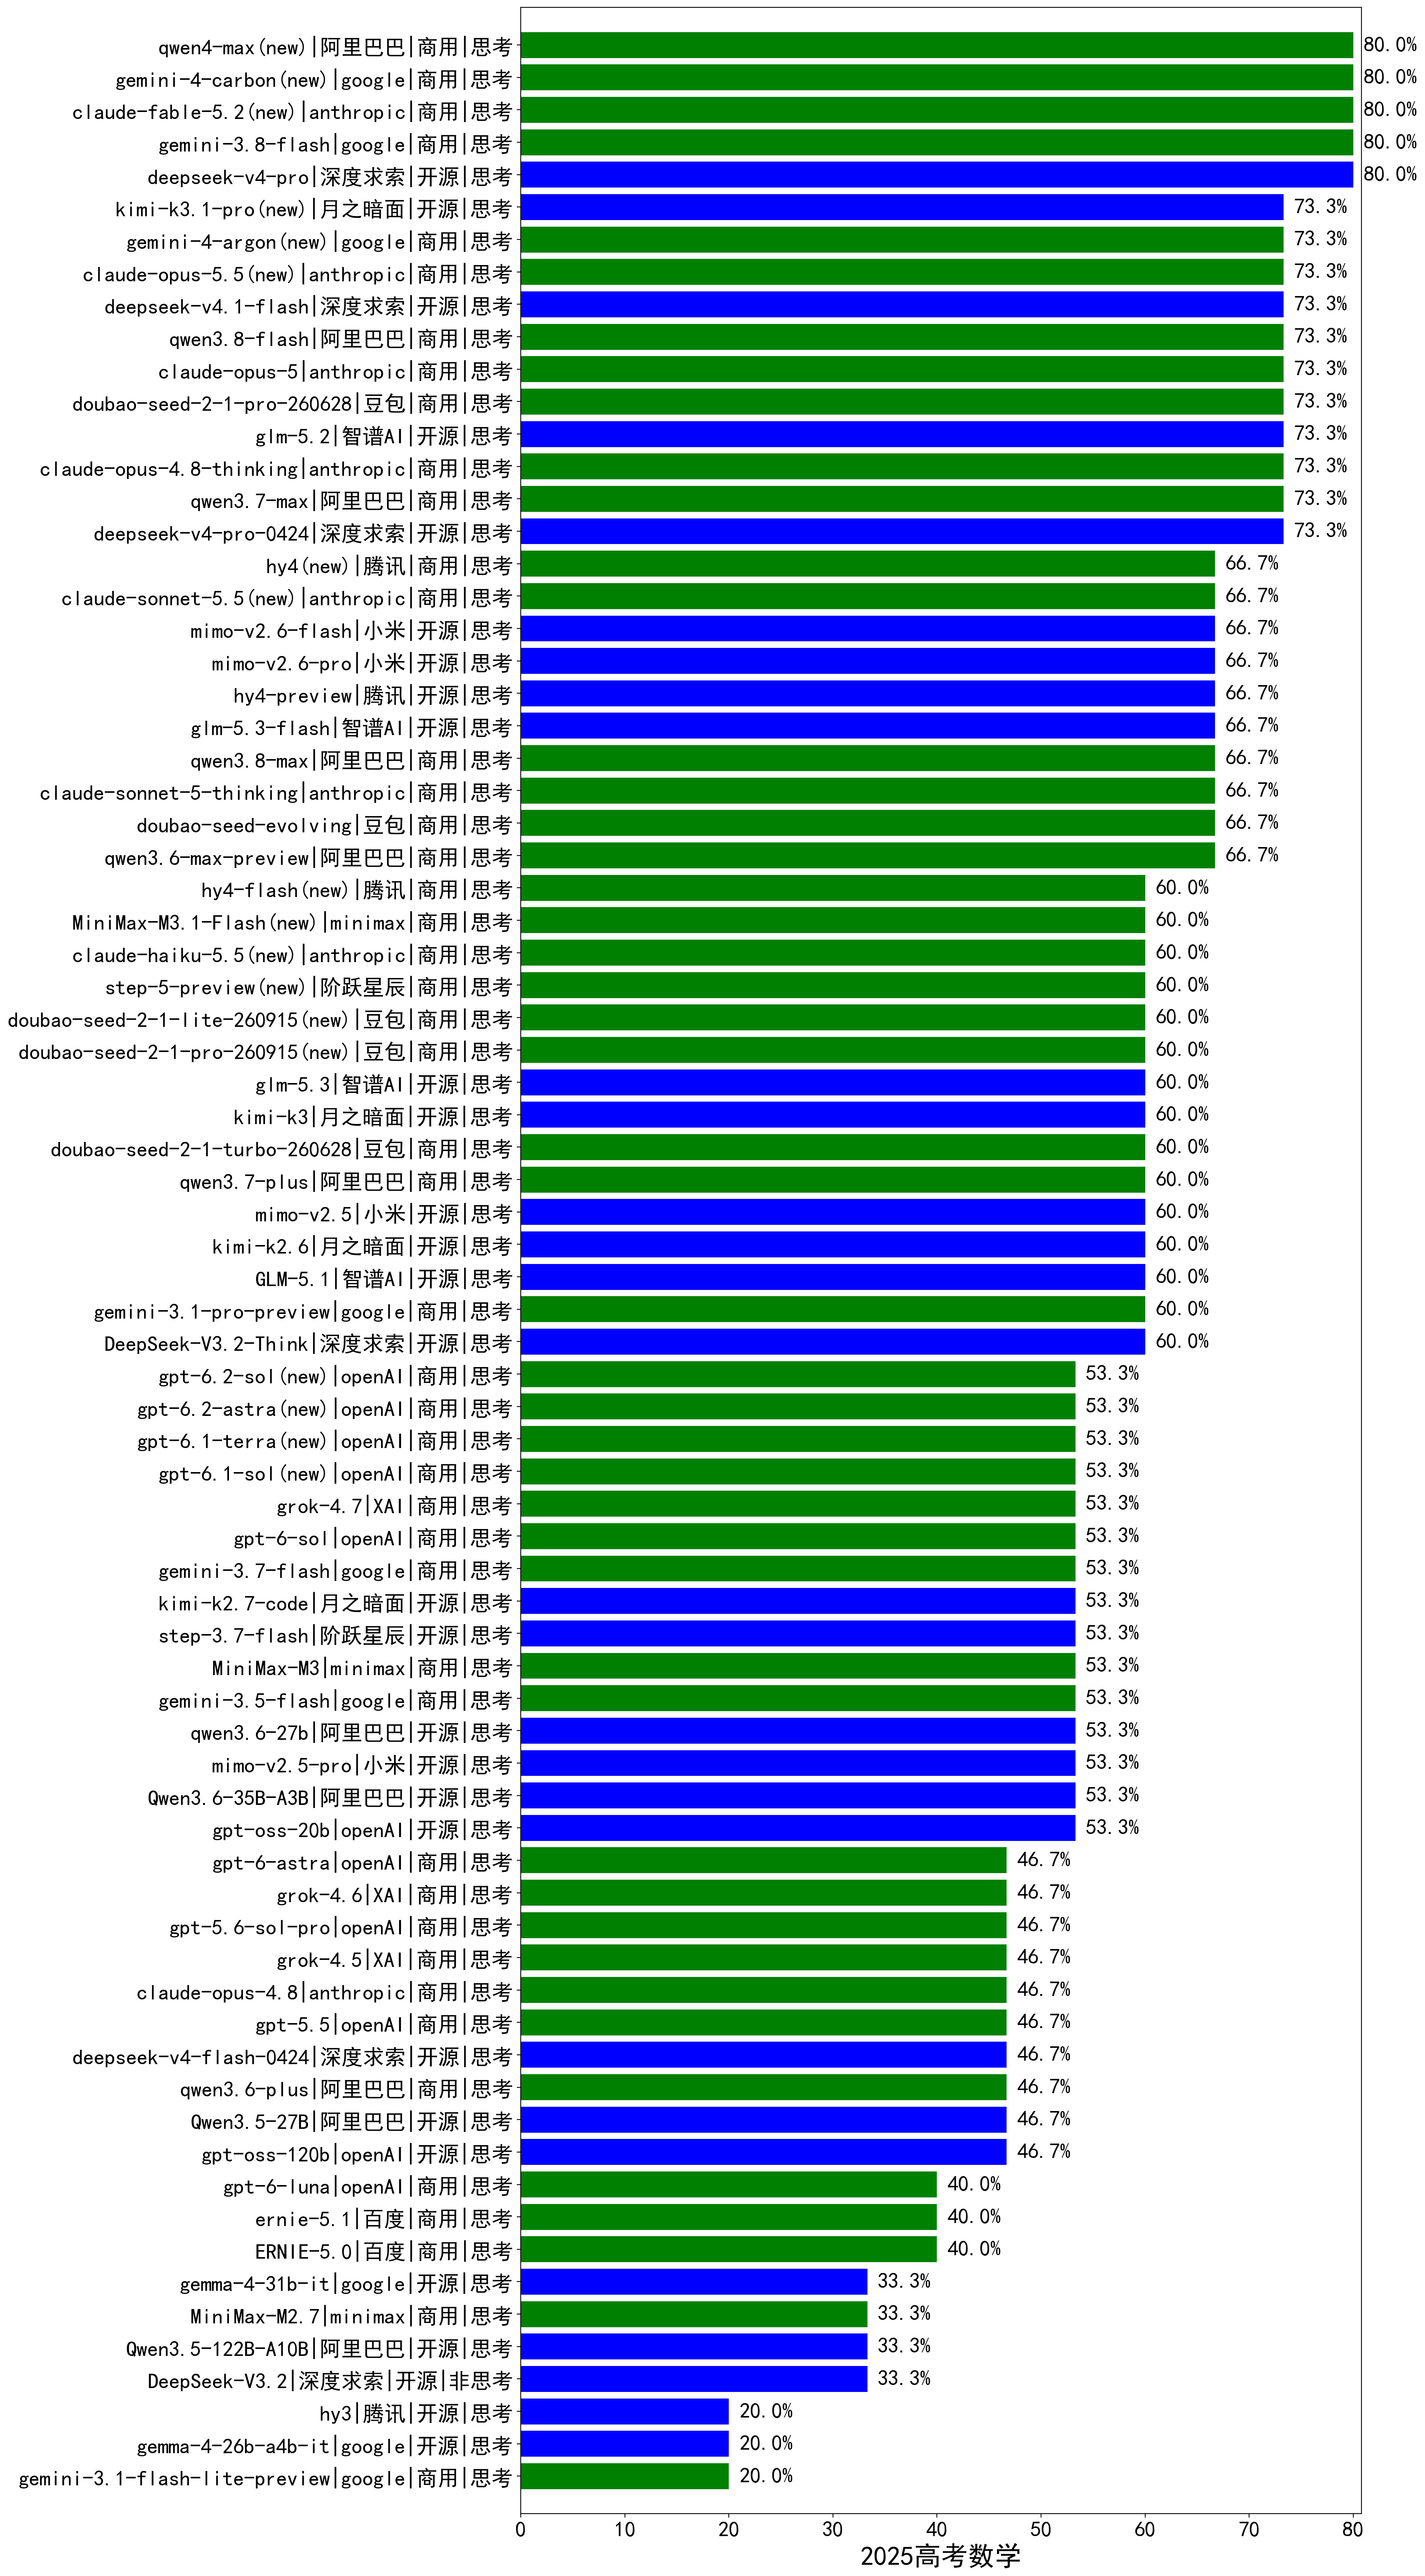 qwen4-max(new)|阿里巴巴|商用|思考 80.0%
gemini-4-carbon(new)|google|商用|思考 80.0%
claude-fable-5.2(new)|anthropic|商用|思考 80.0%
gemini-3.8-flash|google|商用|思考 80.0%
deepseek-v4-pro|深度求索|开源|思考 80.0%
kimi-k3.1-pro(new)|月之暗面|开源|思考 73.3%
gemini-4-argon(new)|google|商用|思考 73.3%
claude-opus-5.5(new)|anthropic|商用|思考 73.3%
deepseek-v4.1-flash|深度求索|开源|思考 73.3%
qwen3.8-flash|阿里巴巴|商用|思考 73.3%
claude-opus-5|anthropic|商用|思考 73.3%
doubao-seed-2-1-pro-260628|豆包|商用|思考 73.3%
glm-5.2|智谱AI|开源|思考 73.3%
claude-opus-4.8-thinking|anthropic|商用|思考 73.3%
qwen3.7-max|阿里巴巴|商用|思考 73.3%
deepseek-v4-pro-0424|深度求索|开源|思考 73.3%
hy4(new)|腾讯|商用|思考 66.7%
claude-sonnet-5.5(new)|anthropic|商用|思考 66.7%
mimo-v2.6-flash|小米|开源|思考 66.7%
mimo-v2.6-pro|小米|开源|思考 66.7%
hy4-preview|腾讯|开源|思考 66.7%
glm-5.3-flash|智谱AI|开源|思考 66.7%
qwen3.8-max|阿里巴巴|商用|思考 66.7%
claude-sonnet-5-thinking|anthropic|商用|思考 66.7%
doubao-seed-evolving|豆包|商用|思考 66.7%
qwen3.6-max-preview|阿里巴巴|商用|思考 66.7%
hy4-flash(new)|腾讯|商用|思考 60.0%
MiniMax-M3.1-Flash(new)|minimax|商用|思考 60.0%
claude-haiku-5.5(new)|anthropic|商用|思考 60.0%
step-5-preview(new)|阶跃星辰|商用|思考 60.0%
doubao-seed-2-1-lite-260915(new)|豆包|商用|思考 60.0%
doubao-seed-2-1-pro-260915(new)|豆包|商用|思考 60.0%
glm-5.3|智谱AI|开源|思考 60.0%
kimi-k3|月之暗面|开源|思考 60.0%
doubao-seed-2-1-turbo-260628|豆包|商用|思考 60.0%
qwen3.7-plus|阿里巴巴|商用|思考 60.0%
mimo-v2.5|小米|开源|思考 60.0%
kimi-k2.6|月之暗面|开源|思考 60.0%
GLM-5.1|智谱AI|开源|思考 60.0%
gemini-3.1-pro-preview|google|商用|思考 60.0%
DeepSeek-V3.2-Think|深度求索|开源|思考 60.0%
gpt-6.2-sol(new)|openAI|商用|思考 53.3%
gpt-6.2-astra(new)|openAI|商用|思考 53.3%
gpt-6.1-terra(new)|openAI|商用|思考 53.3%
gpt-6.1-sol(new)|openAI|商用|思考 53.3%
grok-4.7|XAI|商用|思考 53.3%
gpt-6-sol|openAI|商用|思考 53.3%
gemini-3.7-flash|google|商用|思考 53.3%
kimi-k2.7-code|月之暗面|开源|思考 53.3%
step-3.7-flash|阶跃星辰|开源|思考 53.3%
MiniMax-M3|minimax|商用|思考 53.3%
gemini-3.5-flash|google|商用|思考 53.3%
qwen3.6-27b|阿里巴巴|开源|思考 53.3%
mimo-v2.5-pro|小米|开源|思考 53.3%
Qwen3.6-35B-A3B|阿里巴巴|开源|思考 53.3%
gpt-oss-20b|openAI|开源|思考 53.3%
gpt-6-astra|openAI|商用|思考 46.7%
grok-4.6|XAI|商用|思考 46.7%
gpt-5.6-sol-pro|openAI|商用|思考 46.7%
grok-4.5|XAI|商用|思考 46.7%
claude-opus-4.8|anthropic|商用|思考 46.7%
gpt-5.5|openAI|商用|思考 46.7%
deepseek-v4-flash-0424|深度求索|开源|思考 46.7%
qwen3.6-plus|阿里巴巴|商用|思考 46.7%
Qwen3.5-27B|阿里巴巴|开源|思考 46.7%
gpt-oss-120b|openAI|开源|思考 46.7%
gpt-6-luna|openAI|商用|思考 40.0%
ernie-5.1|百度|商用|思考 40.0%
ERNIE-5.0|百度|商用|思考 40.0%
gemma-4-31b-it|google|开源|思考 33.3%
MiniMax-M2.7|minimax|商用|思考 33.3%
Qwen3.5-122B-A10B|阿里巴巴|开源|思考 33.3%
DeepSeek-V3.2|深度求索|开源|非思考 33.3%
hy3|腾讯|开源|思考 20.0%
gemma-4-26b-a4b-it|google|开源|思考 20.0%
gemini-3.1-flash-lite-preview|google|商用|思考 20.0%
0 10 20 30 40 50 60 70 80
2025高考数学